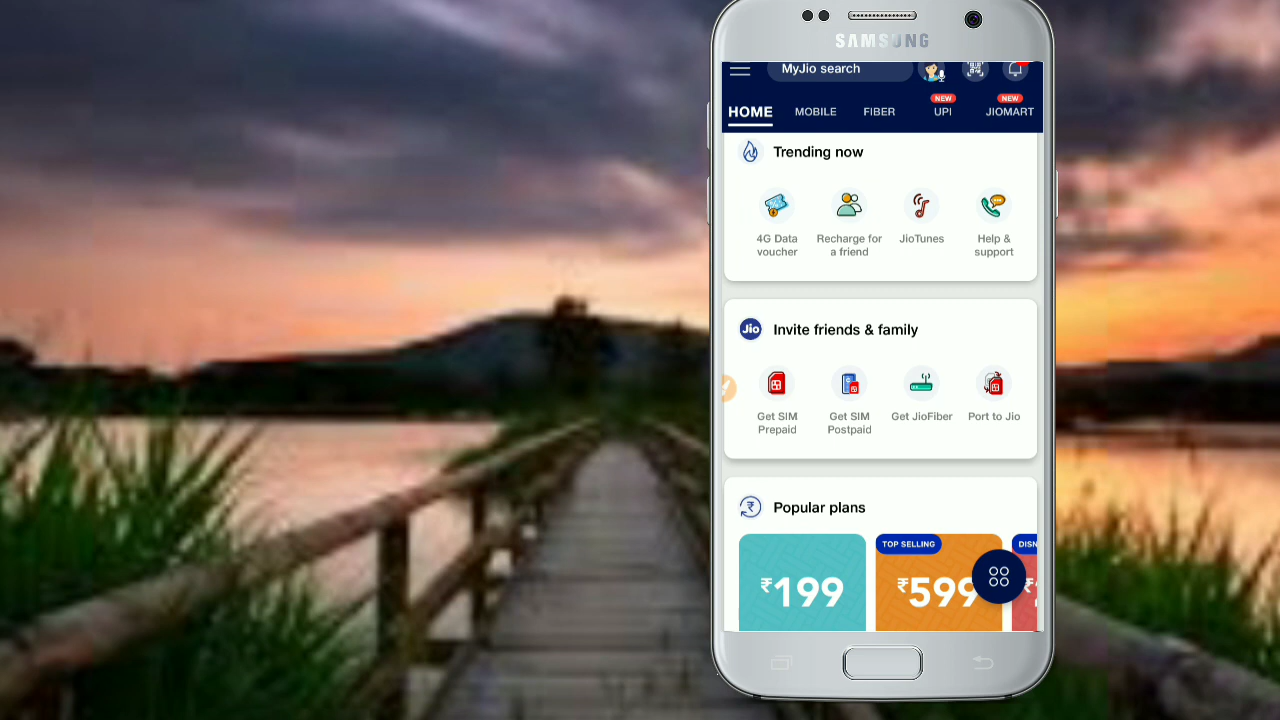 SAMSUNG
MyJio search
NEW NEW
HOME MOBILE FIBER UPI JIOMART
Trending now
4G Data Recharge for JioTunes Help &
voucher a friend support
Jio Invite friends & family
Get SIM Get SIM Get JioFiber Port to Jio
Prepaid Postpaid
₹ Popular plans
TOP SELLING DISN
₹199 ₹599 ₹